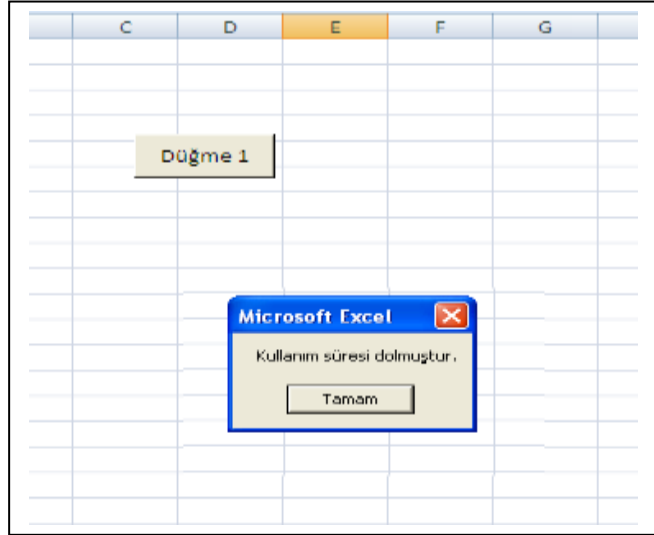 C D E F G
Düğme 1
Microsoft Excel
Kullanım süresi dolmuştur.
Tamam